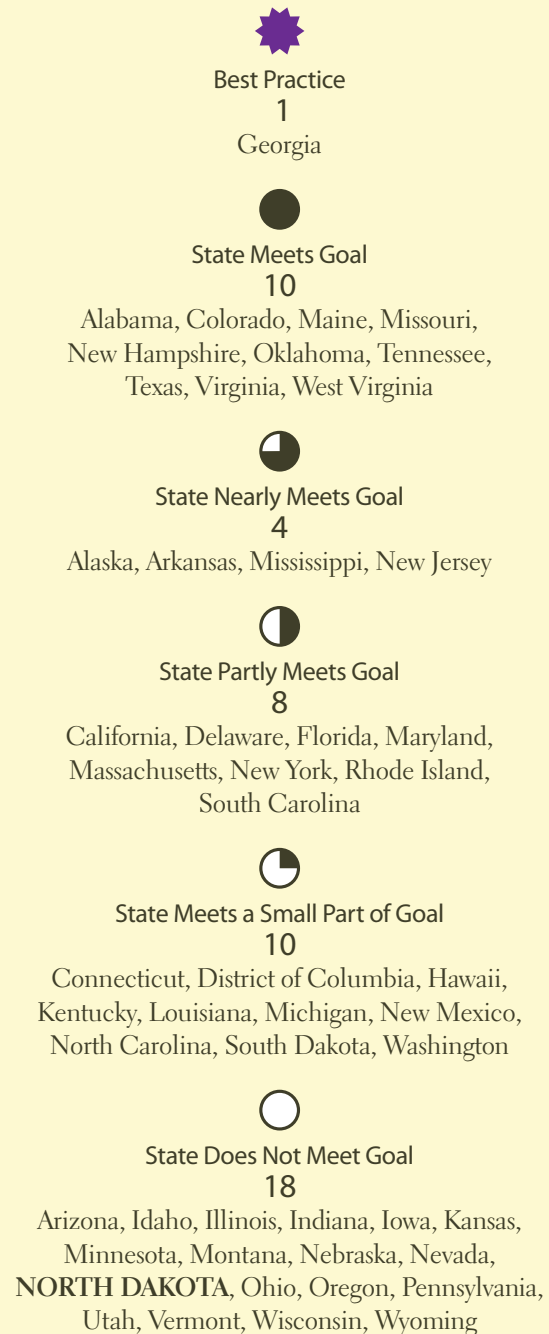 Best Practice
1
Georgia
State Meets Goal
10
Alabama, Colorado, Maine, Missouri,
New Hampshire, Oklahoma, Tennessee,
Texas, Virginia, West Virginia
State Nearly Meets Goal
4
Alaska, Arkansas, Mississippi, New Jersey
State Partly Meets Goal
8
California, Delaware, Florida, Maryland,
Massachusetts, New York, Rhode Island,
South Carolina
State Meets a Small Part of Goal
10
Connecticut, District of Columbia, Hawaii,
Kentucky, Louisiana, Michigan, New Mexico,
North Carolina, South Dakota, Washington
State Does Not Meet Goal
18
Arizona, Idaho, Illinois, Indiana, Iowa, Kansas,
Minnesota, Montana, Nebraska, Nevada,
NORTH DAKOTA, Ohio, Oregon, Pennsylvania,
Utah, Vermont, Wisconsin, Wyoming